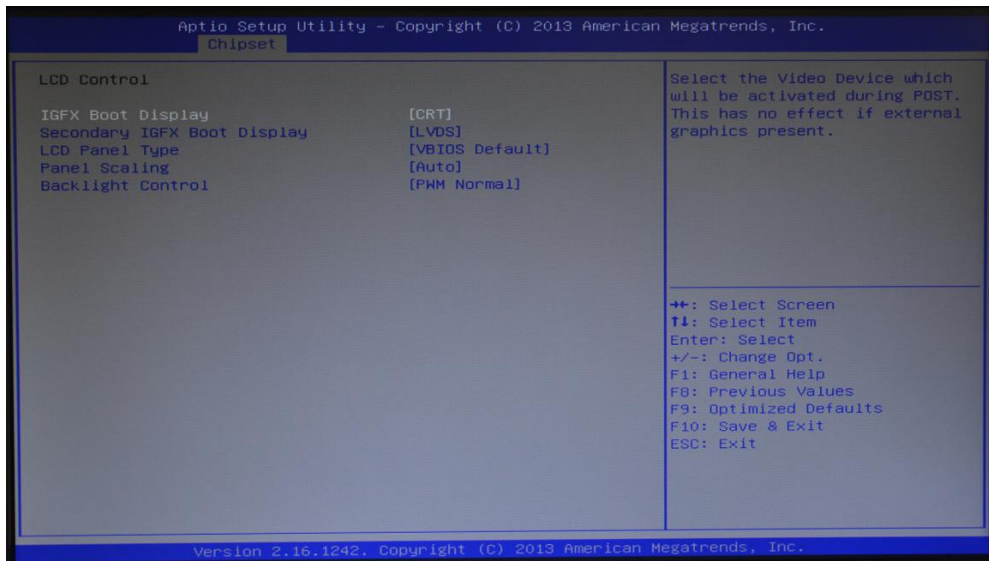 Aptio Setup Utility - Copyright (C) 2013 American Megatrends, Inc.
Chipset
LCD Control
IGFX Boot Display [CRT]
Secondary IGFX Boot Display [LVDS]
LCD Panel Type [VBIOS Default]
Panel Scaling [Auto]
Backlight Control [PWM Normal]
Select the Video Device which
will be activated during POST.
This has no effect if external
graphics present.
→←: Select Screen
↑↓: Select Item
Enter: Select
+/-: Change Opt.
F1: General Help
F8: Previous Values
F9: Optimized Defaults
F10: Save & Exit
ESC: Exit
Version 2.16.1242. Copyright (C) 2013 American Megatrends, Inc.